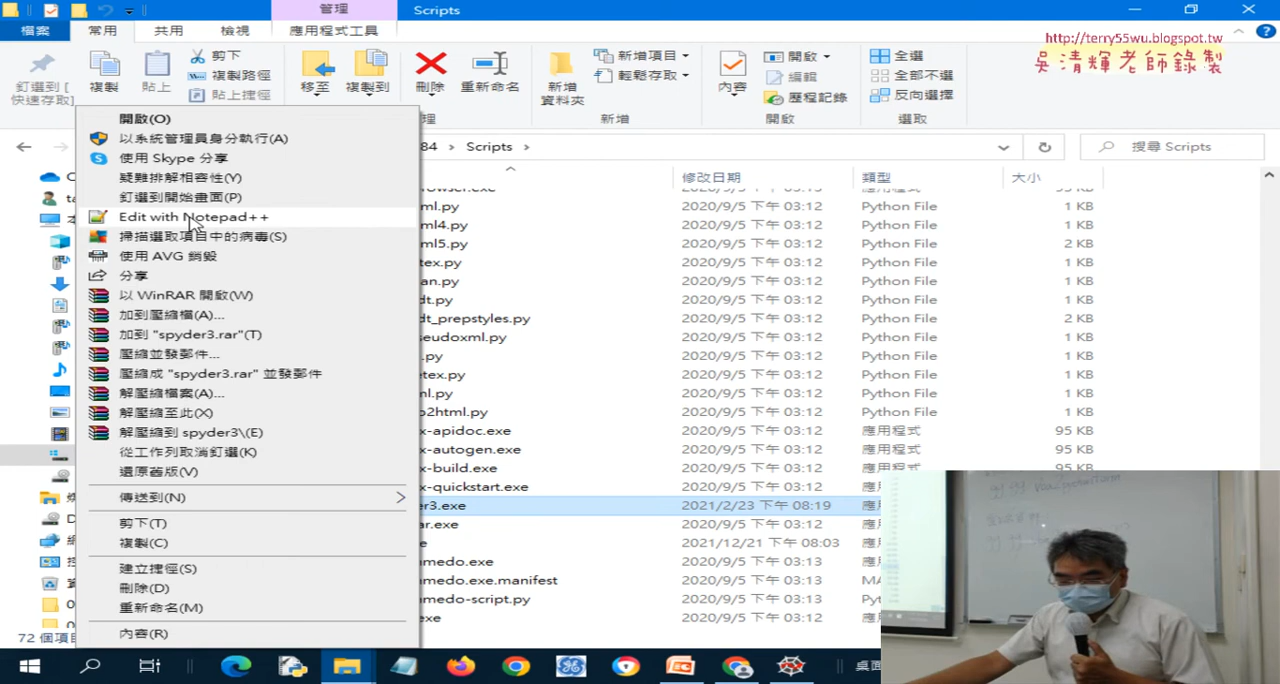 管理
Scripts
檔案
常用
共用
檢視
應用程式工具
http://terry55wu.blogspot.tw
吳清輝老師錄製
釘選到 [
快速存取]
複製
貼上
剪下
複製路徑
貼上捷徑
移至
複製到
刪除
重新命名
新增
資料夾
新增項目
輕鬆存取
內容
開啟
編輯
歷程記錄
全選
全部不選
反向選擇
理
新增
開啟
選取
84 > Scripts >
搜尋 Scripts
修改日期
類型
大小
開啟(O)
以系統管理員身分執行(A)
使用 Skype 分享
疑難排解相容性(Y)
釘選到開始畫面(P)
Edit with Notepad++
掃描選取項目中的病毒(S)
使用 AVG 銷毀
分享
以 WinRAR 開啟(W)
加到壓縮檔(A)...
加到 "spyder3.rar"(T)
壓縮並發郵件...
壓縮成 "spyder3.rar" 並發郵件
解壓縮檔案(A)...
解壓縮至此(X)
解壓縮到 spyder3\(E)
從工作列取消釘選(K)
還原舊版(V)
傳送到(N)
剪下(T)
複製(C)
建立捷徑(S)
刪除(D)
重新命名(M)
內容(R)
ml.py 2020/9/5 下午 03:12 Python File 1 KB
ml4.py 2020/9/5 下午 03:12 Python File 1 KB
ml5.py 2020/9/5 下午 03:12 Python File 2 KB
tex.py 2020/9/5 下午 03:12 Python File 1 KB
an.py 2020/9/5 下午 03:12 Python File 1 KB
dt.py 2020/9/5 下午 03:12 Python File 1 KB
dt_prepstyles.py 2020/9/5 下午 03:12 Python File 2 KB
seudoxml.py 2020/9/5 下午 03:12 Python File 1 KB
.py 2020/9/5 下午 03:12 Python File 1 KB
etex.py 2020/9/5 下午 03:12 Python File 1 KB
ml.py 2020/9/5 下午 03:12 Python File 1 KB
2html.py 2020/9/5 下午 03:12 Python File 1 KB
x-apidoc.exe 2020/9/5 下午 03:12 應用程式 95 KB
x-autogen.exe 2020/9/5 下午 03:12 應用程式 95 KB
x-build.exe 2020/9/5 下午 03:12 應用程式 95 KB
x-quickstart.exe 2020/9/5 下午 03:12
er3.exe 2021/2/23 下午 08:19
ar.exe 2020/9/5 下午 03:12
e 2021/12/21 下午 08:03
umedo.exe 2020/9/5 下午 03:13
umedo.exe.manifest 2020/9/5 下午 03:13
umedo-script.py 2020/9/5 下午 03:13
.exe 2020/9/5 下午 03:12
72 個項
桌面